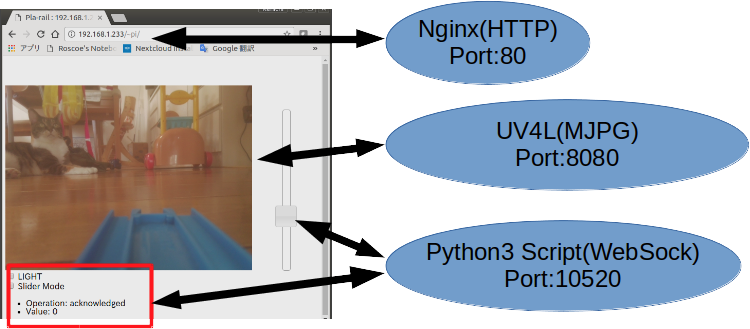 Pla-rail : 192.168.1.2
192.168.1.233/~pi/
アプリ Roscoe's Noteb Nextcloud Google 翻訳 »
LIGHT
Slider Mode
Operation: acknowledged
Value: 0
Nginx(HTTP)
Port:80
UV4L(MJPG)
Port:8080
Python3 Script(WebSock)
Port:10520